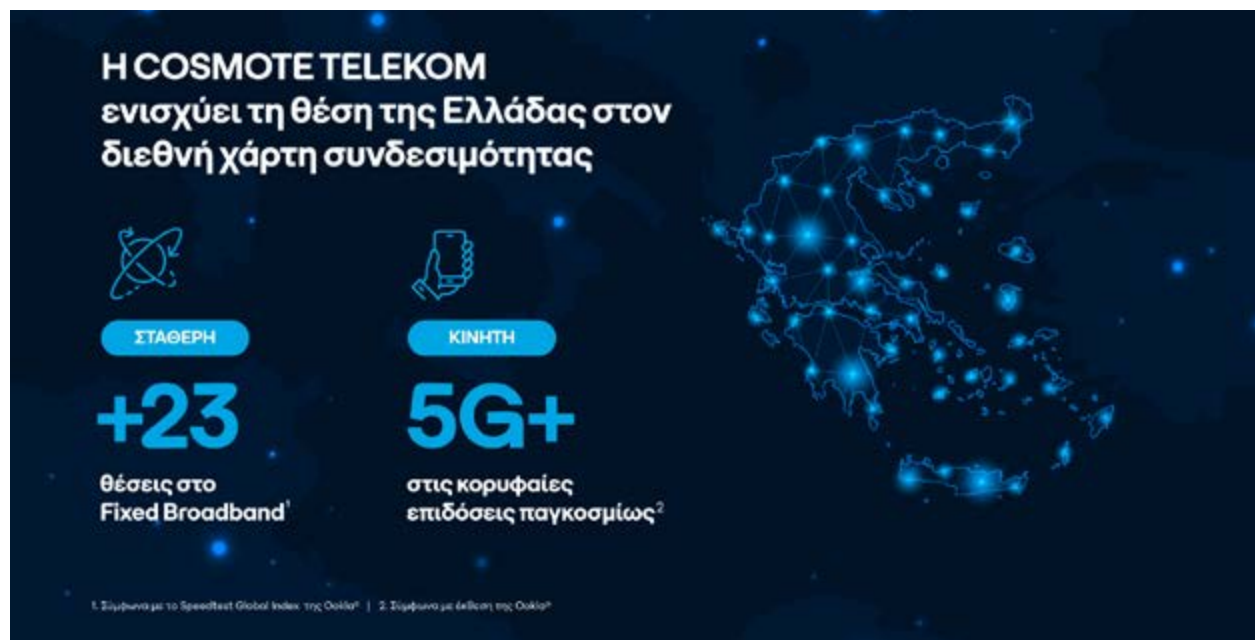 Η COSMOTE TELEKOM
ενισχύει τη θέση της Ελλάδας στον
διεθνή χάρτη συνδεσιμότητας
ΣΤΑΘΕΡΗ
+23
θέσεις στο
Fixed Broadband¹
ΚΙΝΗΤΗ
5G+
στις κορυφαίες
επιδόσεις παγκοσμίως²
1. Σύμφωνα με το Speedtest Global Index της Ookla® | 2. Σύμφωνα με έκθεση της Ookla®